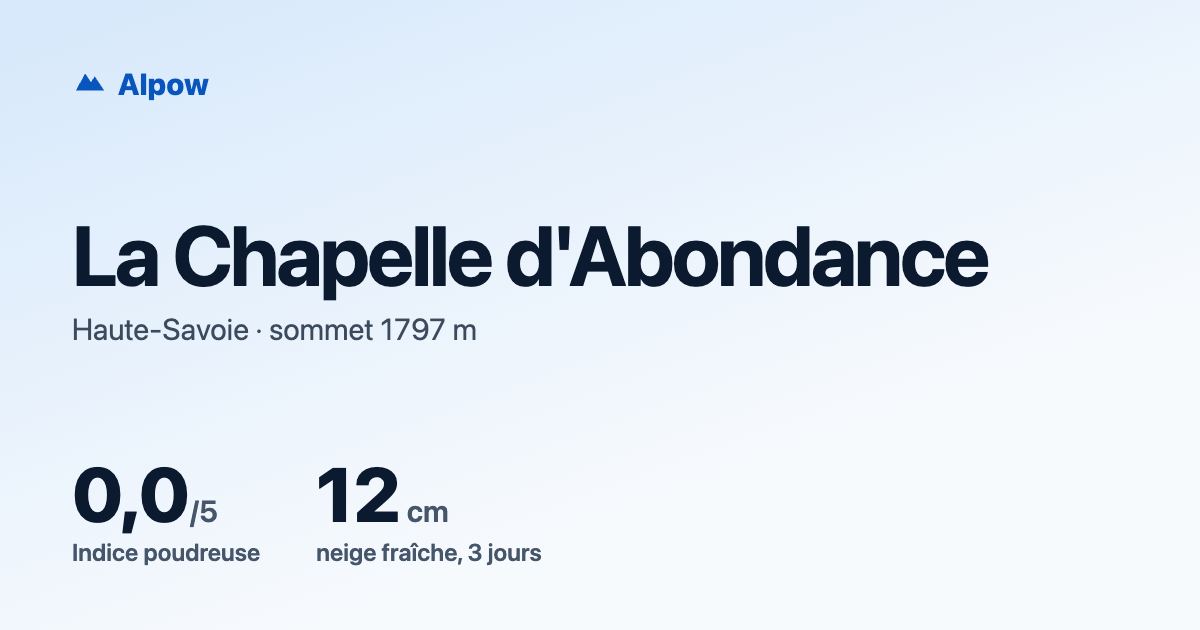 Alpow
La Chapelle d'Abondance
Haute-Savoie · sommet 1797 m
0,0/5 12 cm
Indice poudreuse neige fraîche, 3 jours